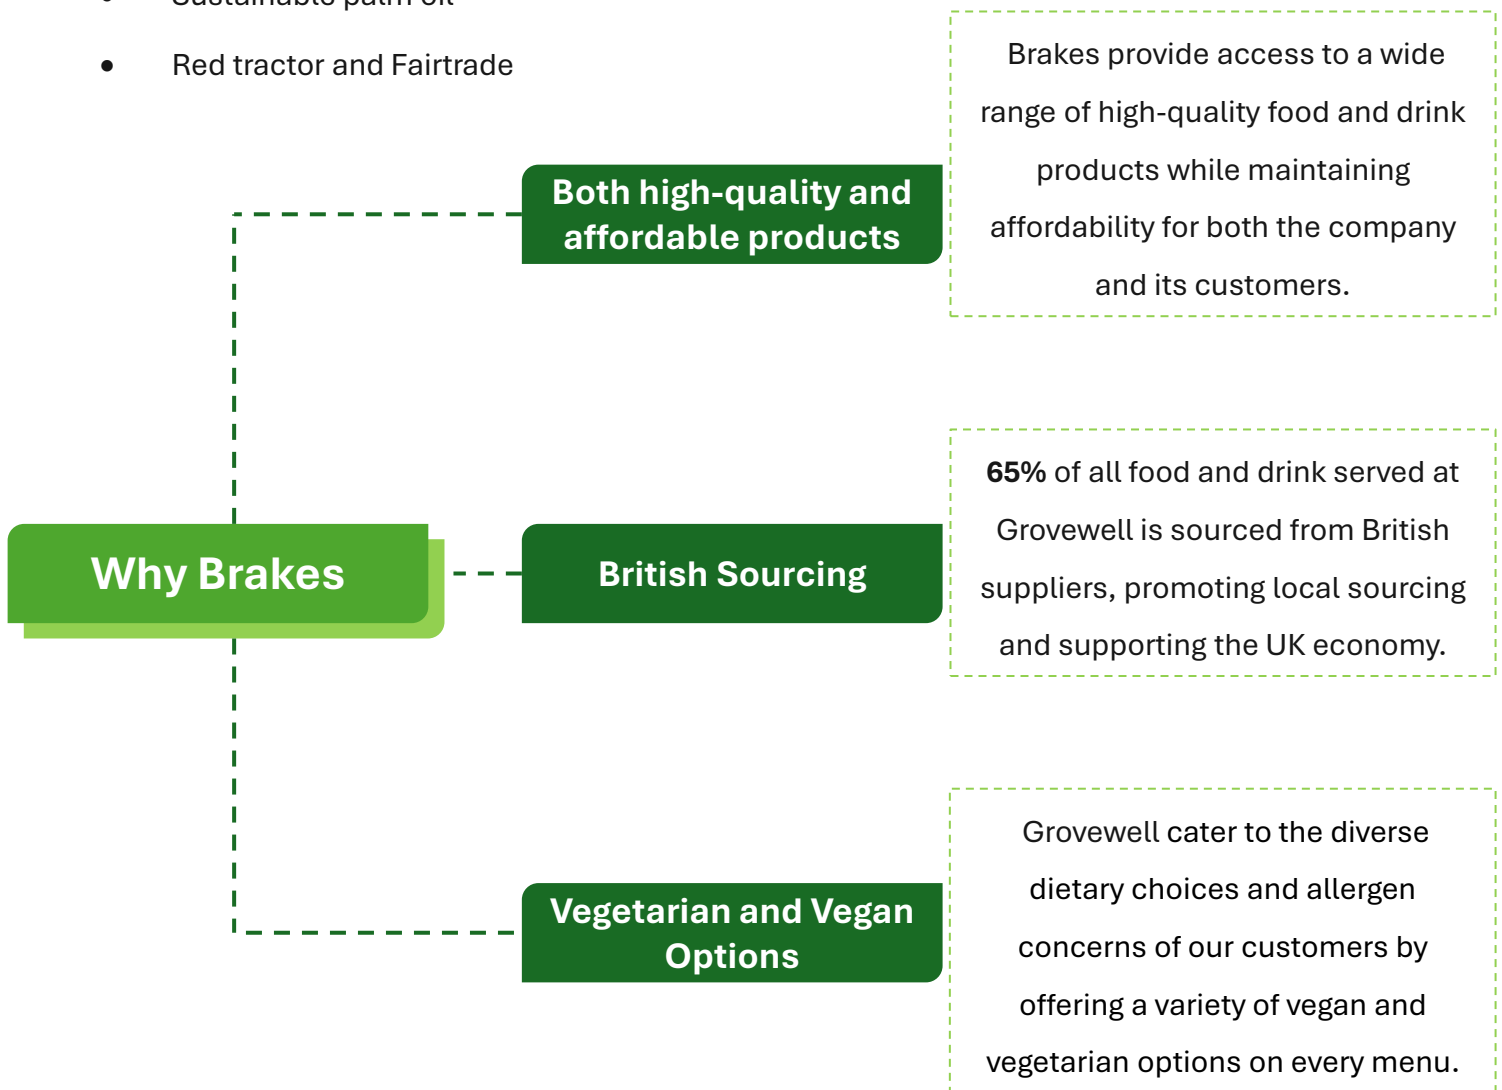 • Sustainable palm oil
• Red tractor and Fairtrade
Both high-quality and
affordable products
Brakes provide access to a wide
range of high-quality food and drink
products while maintaining
affordability for both the company
and its customers.
Why Brakes
British Sourcing
65% of all food and drink served at
Grovewell is sourced from British
suppliers, promoting local sourcing
and supporting the UK economy.
Vegetarian and Vegan
Options
Grovewell cater to the diverse
dietary choices and allergen
concerns of our customers by
offering a variety of vegan and
vegetarian options on every menu.